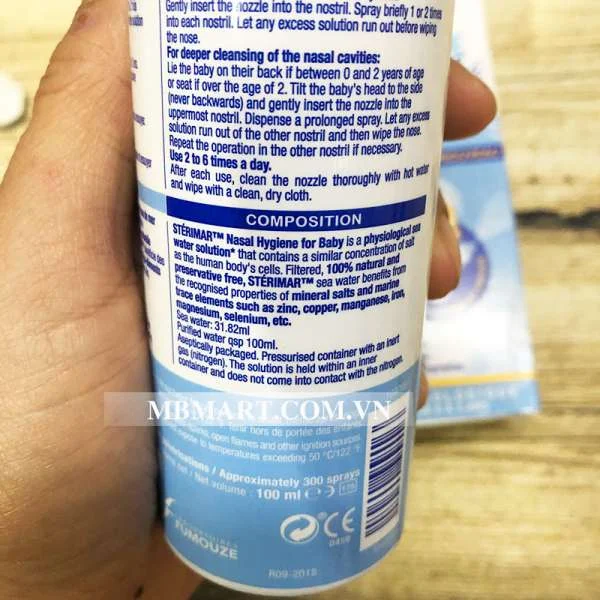 Gently insert the nozzle into the nostril. Spray briefly 1 or 2 times
into each nostril. Let any excess solution run out before wiping
the nose.
For deeper cleansing of the nasal cavities:
Lie the baby on their back if between 0 and 2 years of age
or seat if over the age of 2. Tilt the baby's head to the side
(never backwards) and gently insert the nozzle into the
uppermost nostril. Dispense a prolonged spray. Let any excess
solution run out of the other nostril and then wipe the nose.
Repeat the operation in the other nostril if necessary.
Use 2 to 6 times a day.
After each use, clean the nozzle thoroughly with hot water
and wipe with a clean, dry cloth.
COMPOSITION
STÉRIMAR™ Nasal Hygiene for Baby is a physiological sea
water solution* that contains a similar concentration of salt
as the human body's cells. Filtered, 100% natural and
preservative free, STÉRIMAR™ sea water benefits from
the recognised properties of mineral salts and marine
trace elements such as zinc, copper, manganese, iron,
magnesium, selenium, etc.
Sea water: 31.82ml
Purified water qsp 100ml.
Aseptically packaged. Pressurised container with an inert
gas (nitrogen). The solution is held within an inner
container and does not come into contact with the nitrogen.
MBMART.COM.VN
tenir hors de portée des enfants.
open flames and other ignition sources.
to temperatures exceeding 50 °C/122
/ Approximately 300 sprays
net / Net volume : 100 ml e
CE
0459
FUMOUZE
R09-2015